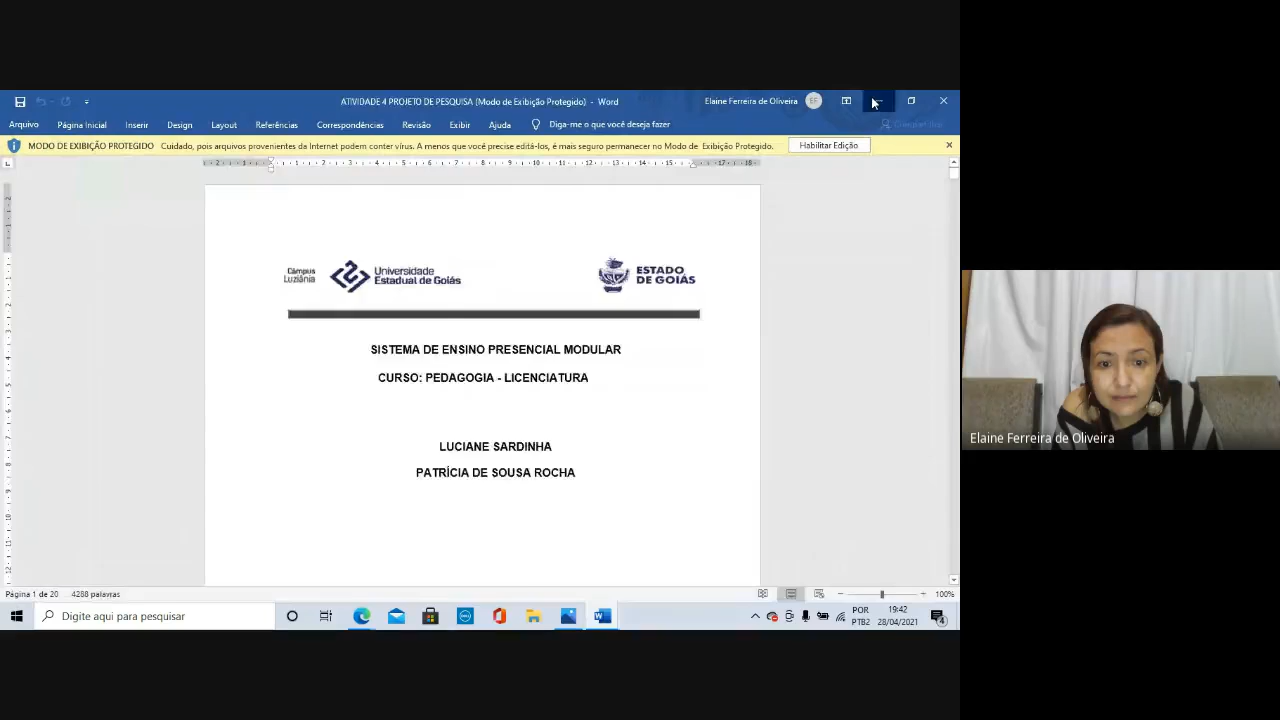 ATIVIDADE 4 PROJETO DE PESQUISA (Modo de Exibição Protegido) - Word
Elaine Ferreira de Oliveira
EF
Arquivo Página Inicial Inserir Design Layout Referências Correspondências Revisão Exibir Ajuda Diga-me o que você deseja fazer
MODO DE EXIBIÇÃO PROTEGIDO Cuidado, pois arquivos provenientes da Internet podem conter vírus. A menos que você precise editá-los, é mais seguro permanecer no Modo de Exibição Protegido. Habilitar Edição
Câmpus
Luziânia
Universidade
Estadual de Goiás
ESTADO
DE GOIÁS
SISTEMA DE ENSINO PRESENCIAL MODULAR
CURSO: PEDAGOGIA - LICENCIATURA
LUCIANE SARDINHA
PATRÍCIA DE SOUSA ROCHA
Elaine Ferreira de Oliveira
Página 1 de 20 4288 palavras 100%
Digite aqui para pesquisar
POR
PTB2
19:42
28/04/2021
4